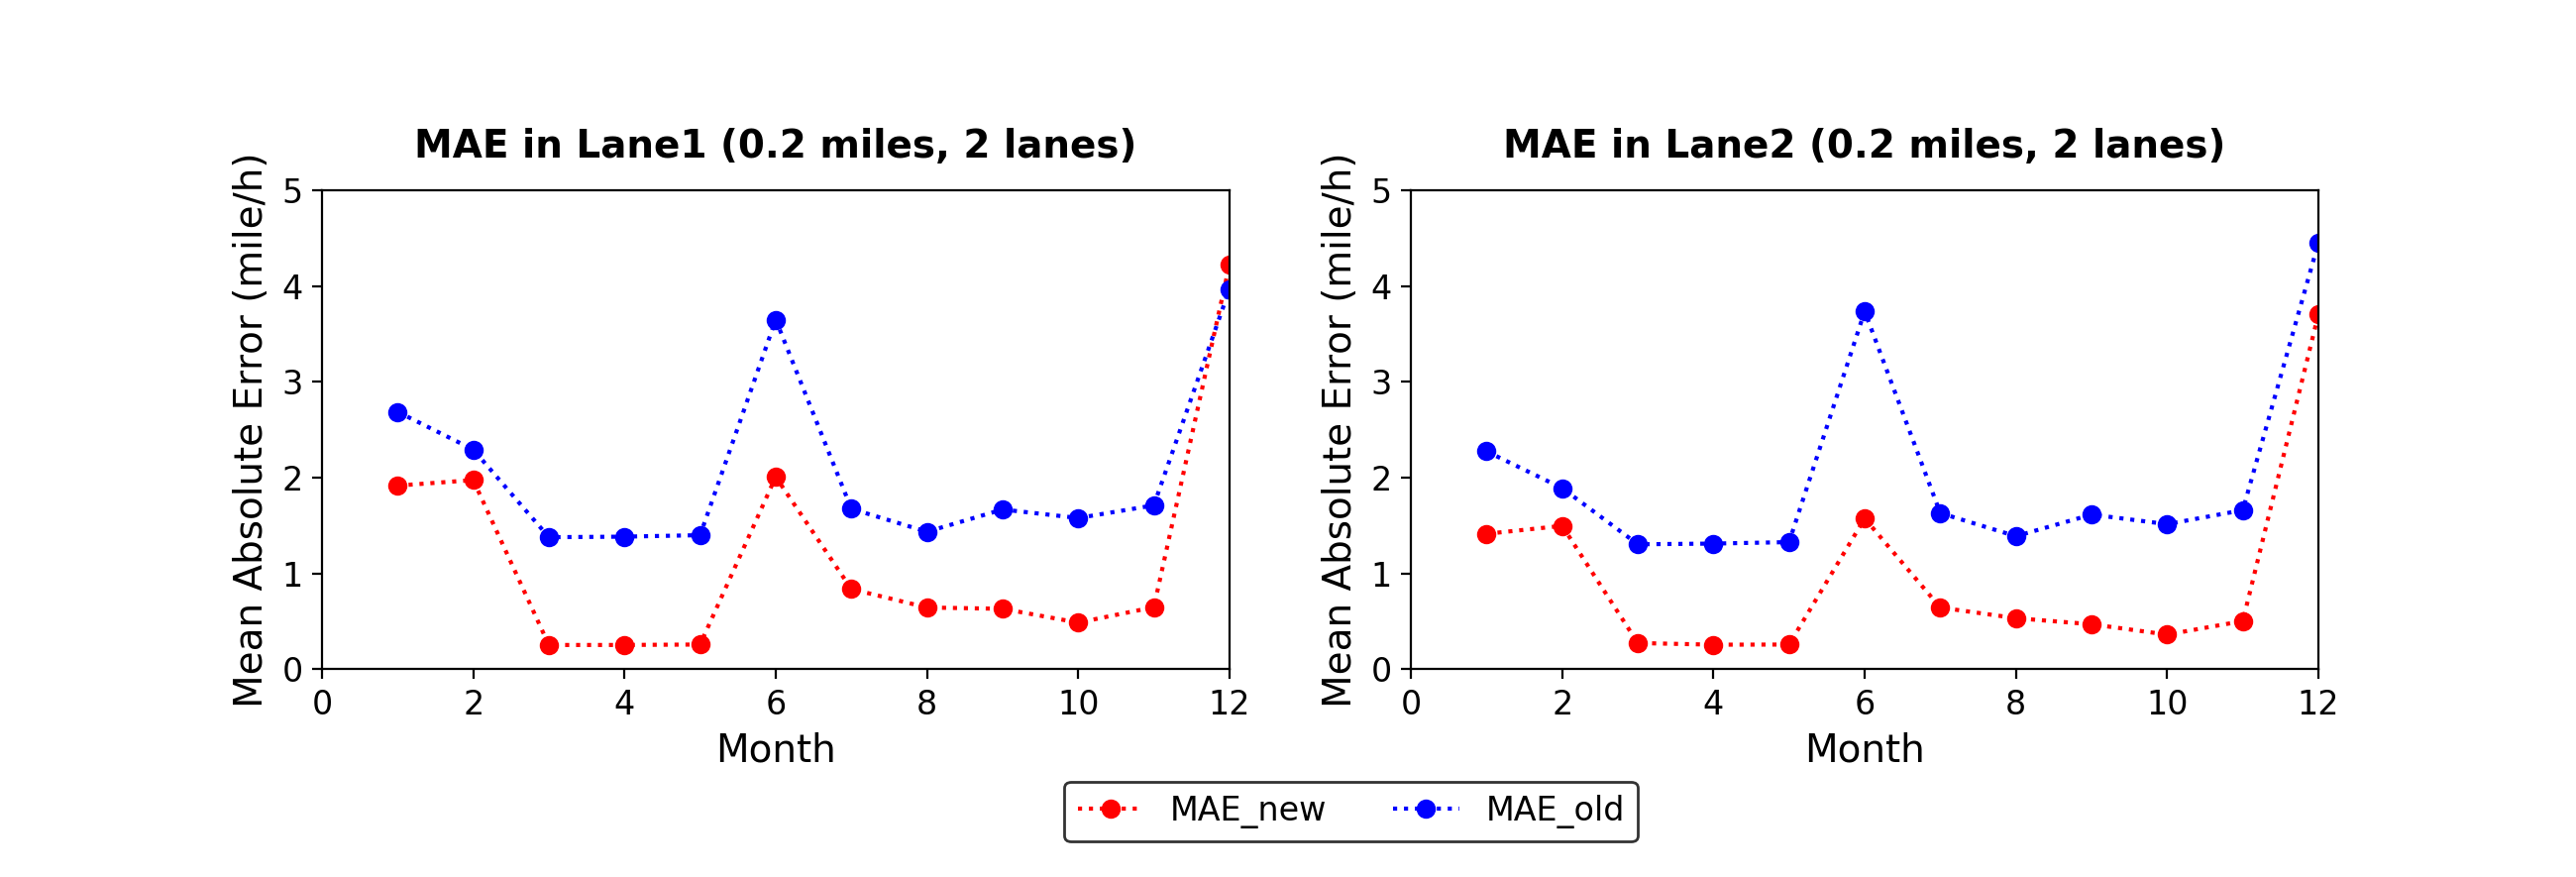 MAE in Lane1 (0.2 miles, 2 lanes)
Mean Absolute Error (mile/h)
5
4
3
2
1
0
0 2 4 6 8 10 12
Month
MAE in Lane2 (0.2 miles, 2 lanes)
Mean Absolute Error (mile/h)
5
4
3
2
1
0
0 2 4 6 8 10 12
Month
MAE_new MAE_old